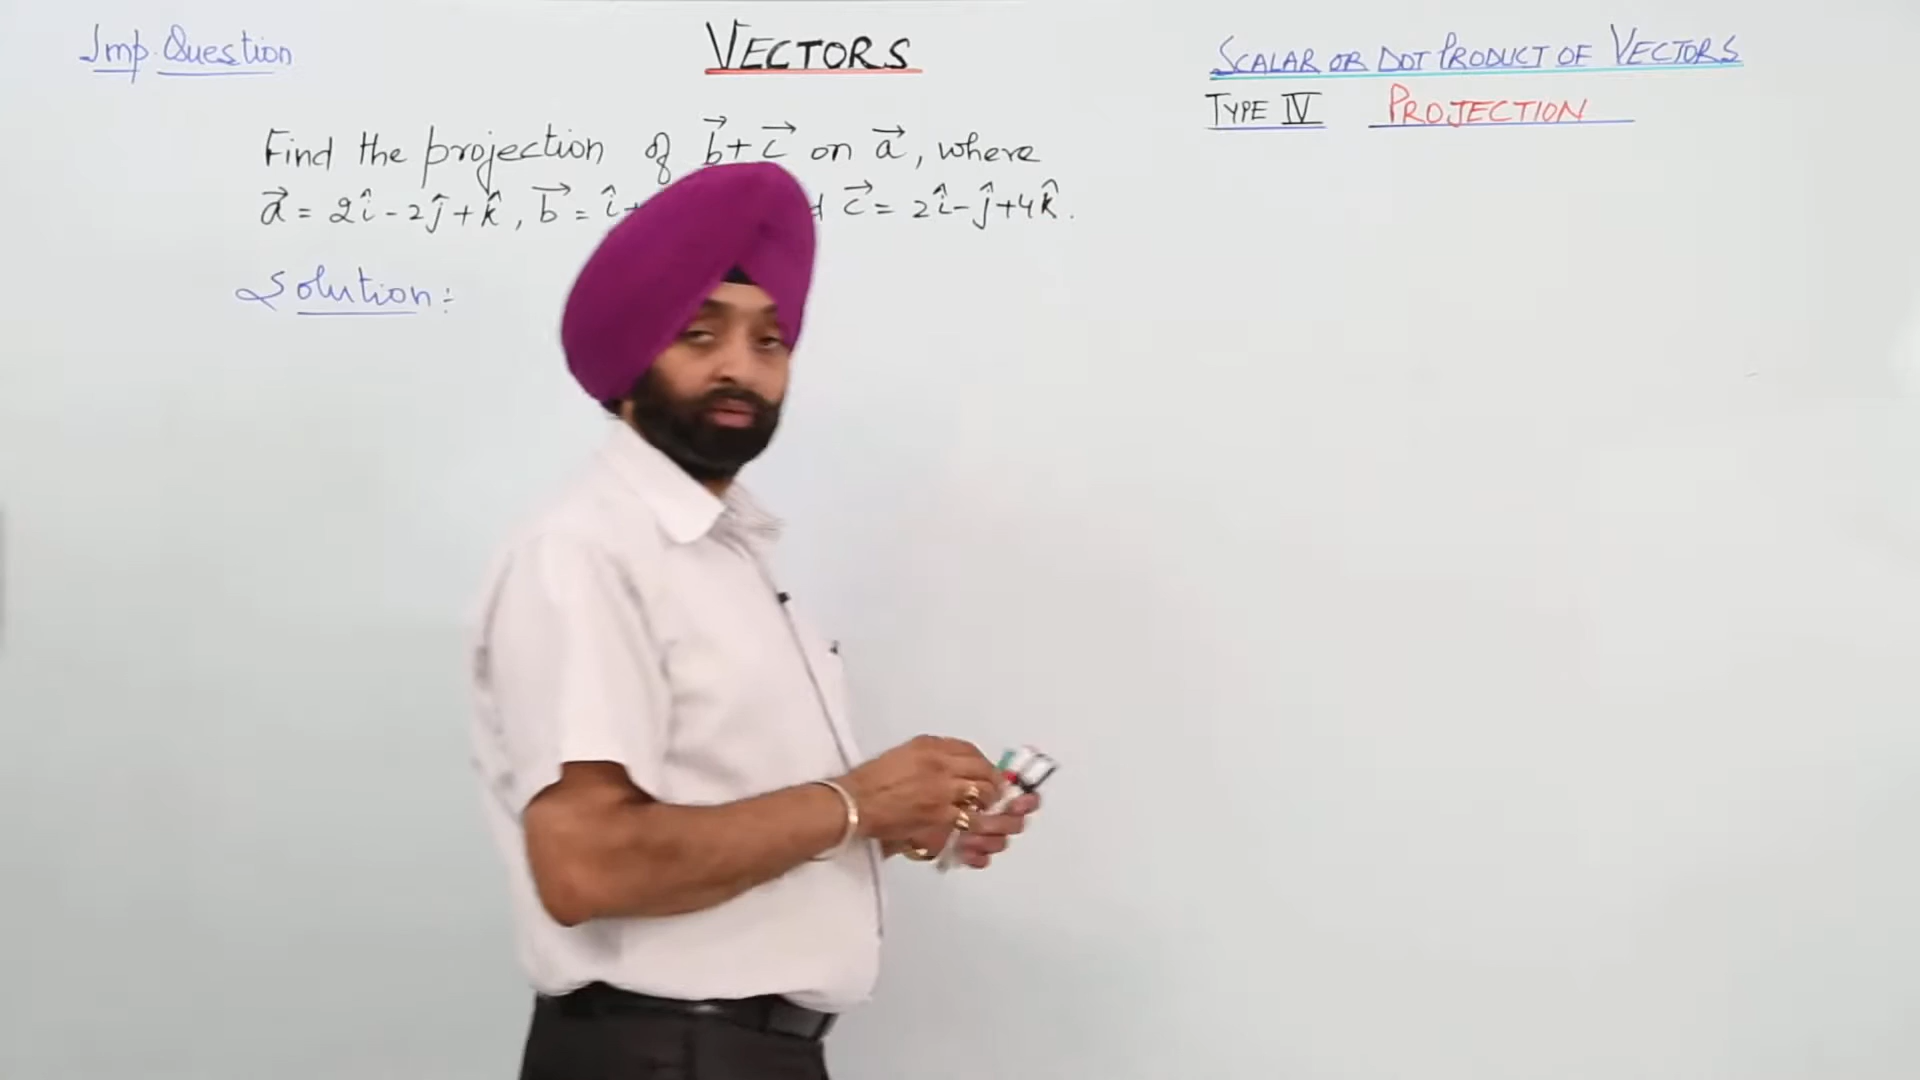 Imp. Question
VECTORS
SCALAR OR DOT PRODUCT OF VECTORS
TYPE IV PROJECTION
Find the projection of b⃗+c⃗ on a⃗, where
a⃗ = 2î - 2ĵ + k̂, b⃗ = î+ c⃗ = 2î-ĵ+4k̂.
Solution: